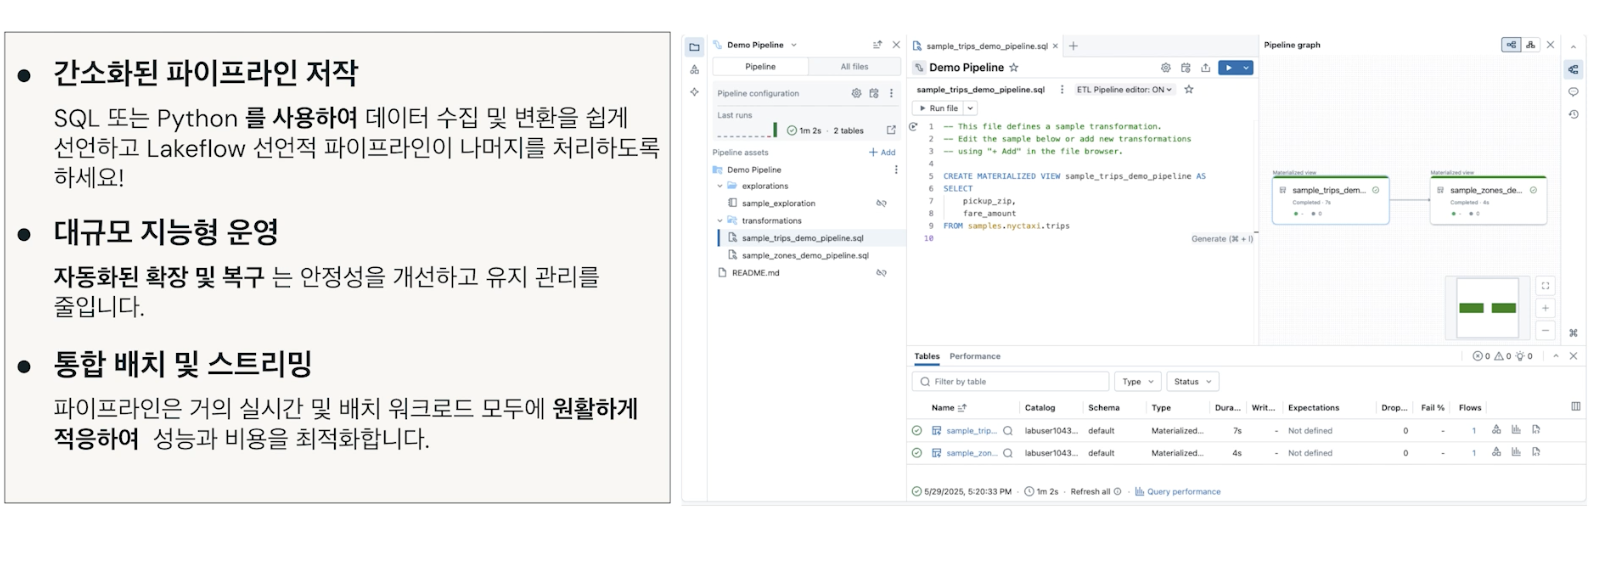 ● 간소화된 파이프라인 저작
SQL 또는 Python 를 사용하여 데이터 수집 및 변환을 쉽게
선언하고 Lakeflow 선언적 파이프라인이 나머지를 처리하도록
하세요!
● 대규모 지능형 운영
자동화된 확장 및 복구 는 안정성을 개선하고 유지 관리를
줄입니다.
● 통합 배치 및 스트리밍
파이프라인은 거의 실시간 및 배치 워크로드 모두에 원활하게
적응하여 성능과 비용을 최적화합니다.
Demo Pipeline
Pipeline All files
Pipeline configuration
Last runs
1m 2s · 2 tables
Pipeline assets + Add
Demo Pipeline
explorations
sample_exploration
transformations
sample_trips_demo_pipeline.sql
sample_zones_demo_pipeline.sql
README.md
sample_trips_demo_pipeline.sql × +
Demo Pipeline
sample_trips_demo_pipeline.sql ETL Pipeline editor: ON
Run file
1 -- This file defines a sample transformation.
2 -- Edit the sample below or add new transformations
3 -- using "+ Add" in the file browser.
4
5 CREATE MATERIALIZED VIEW sample_trips_demo_pipeline AS
6 SELECT
7 pickup_zip,
8 fare_amount
9 FROM samples.nyctaxi.trips
10
Generate (⌘ + I)
Pipeline graph
Materialized view
sample_trips_dem...
Completed · 7s
- 0
Materialized view
sample_zones_de...
Completed · 4s
- 0
Tables Performance 0 0 0
Filter by table Type Status
Name Catalog Schema Type Dura... Writ... Expectations Drop... Fail % Flows
sample_trip... labuser1043... default Materialized... 7s - Not defined 0 - 1
sample_zon... labuser1043... default Materialized... 4s - Not defined 0 - 1
5/29/2025, 5:20:33 PM · 1m 2s · Refresh all · Query performance